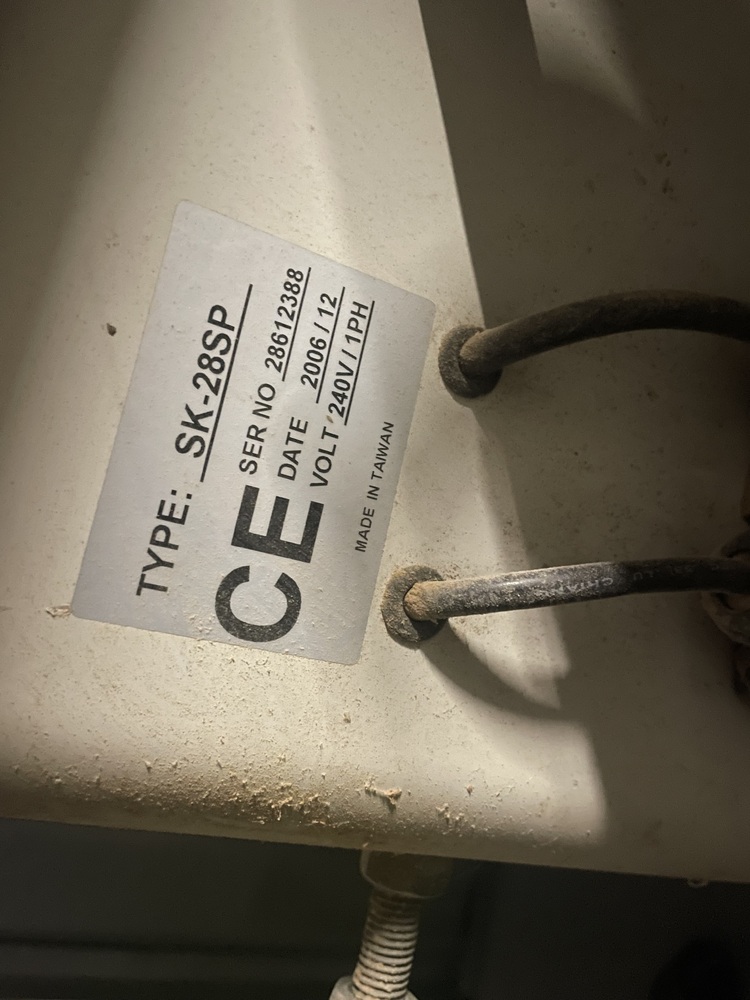 TYPE: SK-28SP
CE
SER NO 28612388
DATE 2006 / 12
VOLT 240V / 1PH
MADE IN TAIWAN